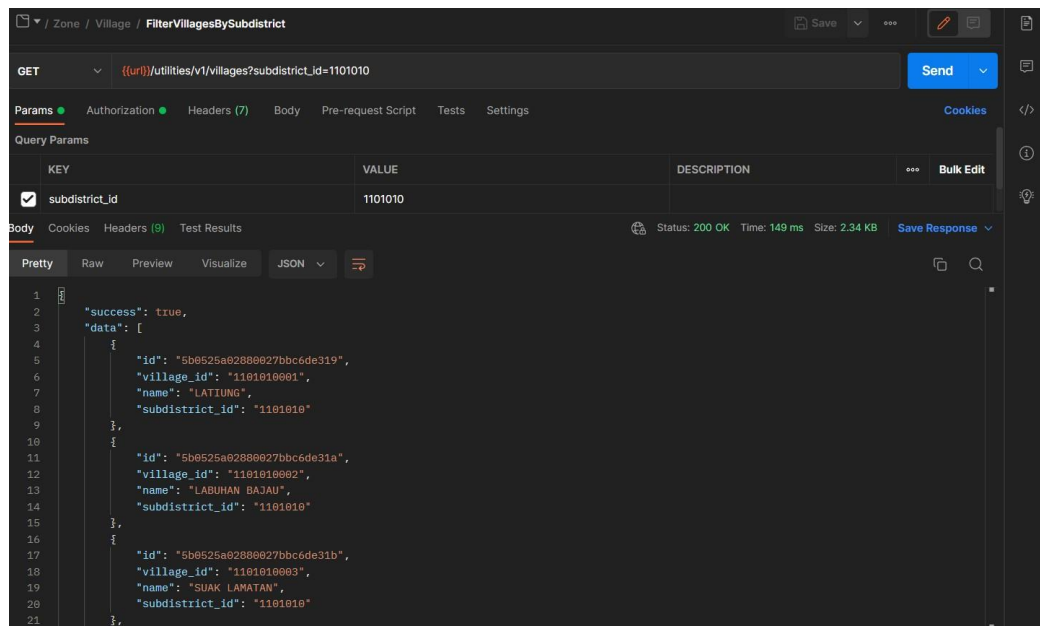 / Zone / Village / FilterVillagesBySubdistrict
Save
GET {{url}}/utilities/v1/villages?subdistrict_id=1101010 Send
Params Authorization Headers (7) Body Pre-request Script Tests Settings Cookies
Query Params
KEY VALUE DESCRIPTION Bulk Edit
subdistrict_id 1101010
Body Cookies Headers (9) Test Results Status: 200 OK Time: 149 ms Size: 2.34 KB Save Response
Pretty Raw Preview Visualize JSON
1 {
2 "success": true,
3 "data": [
4 {
5 "id": "5b0525a02880027bbc6de319",
6 "village_id": "1101010001",
7 "name": "LATIUNG",
8 "subdistrict_id": "1101010"
9 },
10 {
11 "id": "5b0525a02880027bbc6de31a",
12 "village_id": "1101010002",
13 "name": "LABUHAN BAJAU",
14 "subdistrict_id": "1101010"
15 },
16 {
17 "id": "5b0525a02880027bbc6de31b",
18 "village_id": "1101010003",
19 "name": "SUAK LAMATAN",
20 "subdistrict_id": "1101010"
21 },